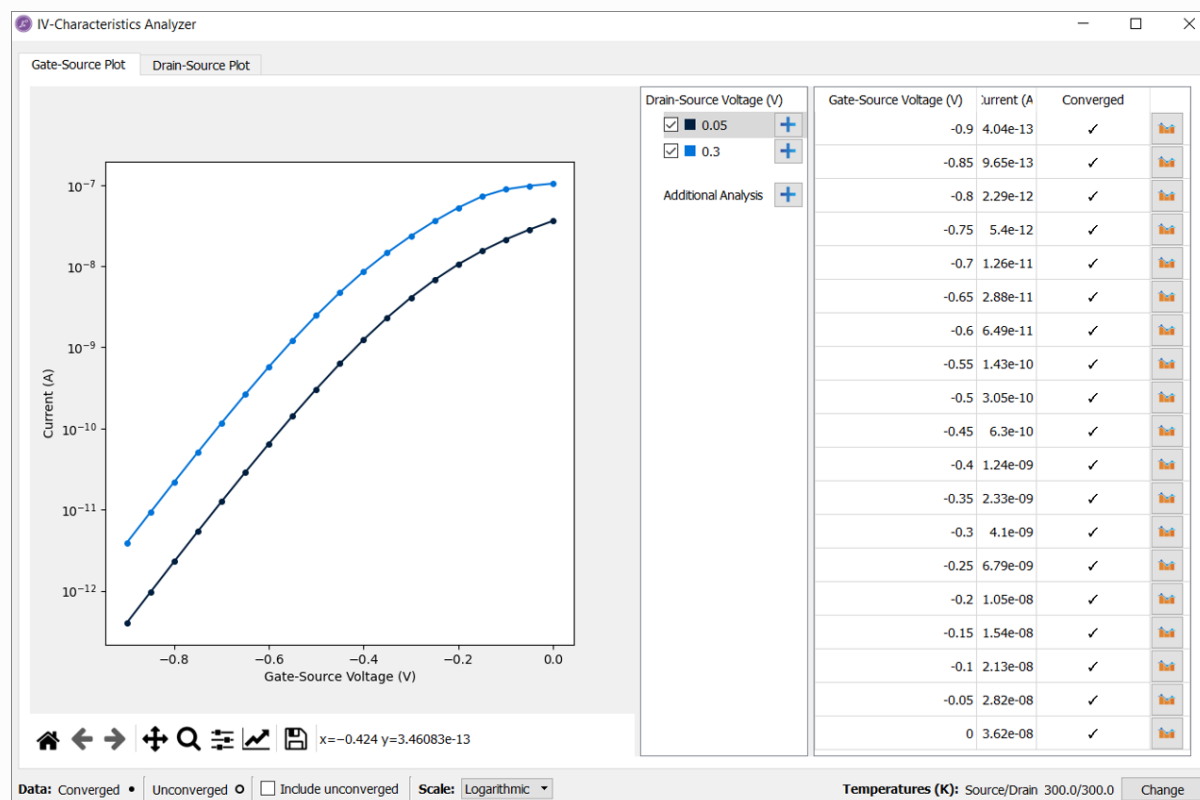 IV-Characteristics Analyzer
Gate-Source Plot Drain-Source Plot
10⁻⁷
10⁻⁸
10⁻⁹
10⁻¹⁰
10⁻¹¹
10⁻¹²
Current (A)
−0.8 −0.6 −0.4 −0.2 0.0
Gate-Source Voltage (V)
x=−0.424 y=3.46083e-13
Drain-Source Voltage (V)
0.05
0.3
Additional Analysis
Gate-Source Voltage (V) Current (A Converged
-0.9 4.04e-13 ✓
-0.85 9.65e-13 ✓
-0.8 2.29e-12 ✓
-0.75 5.4e-12 ✓
-0.7 1.26e-11 ✓
-0.65 2.88e-11 ✓
-0.6 6.49e-11 ✓
-0.55 1.43e-10 ✓
-0.5 3.05e-10 ✓
-0.45 6.3e-10 ✓
-0.4 1.24e-09 ✓
-0.35 2.33e-09 ✓
-0.3 4.1e-09 ✓
-0.25 6.79e-09 ✓
-0.2 1.05e-08 ✓
-0.15 1.54e-08 ✓
-0.1 2.13e-08 ✓
-0.05 2.82e-08 ✓
0 3.62e-08 ✓
Data: Converged Unconverged Include unconverged Scale: Logarithmic Temperatures (K): Source/Drain 300.0/300.0 Change